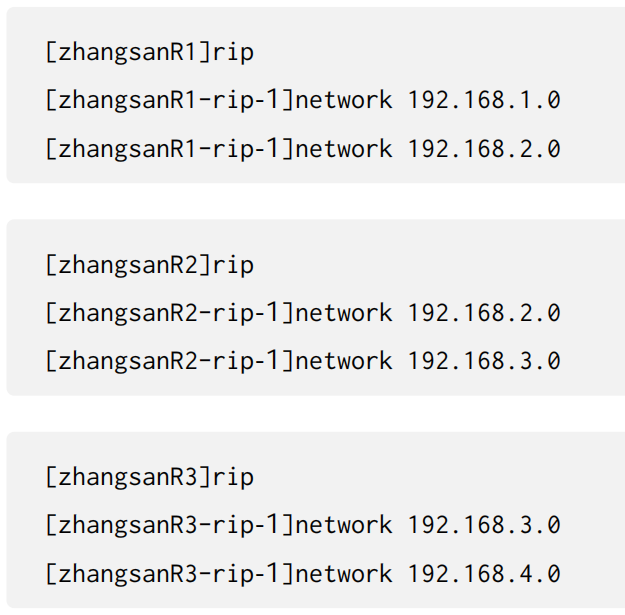 [zhangsanR1]rip
[zhangsanR1-rip-1]network 192.168.1.0
[zhangsanR1-rip-1]network 192.168.2.0
[zhangsanR2]rip
[zhangsanR2-rip-1]network 192.168.2.0
[zhangsanR2-rip-1]network 192.168.3.0
[zhangsanR3]rip
[zhangsanR3-rip-1]network 192.168.3.0
[zhangsanR3-rip-1]network 192.168.4.0